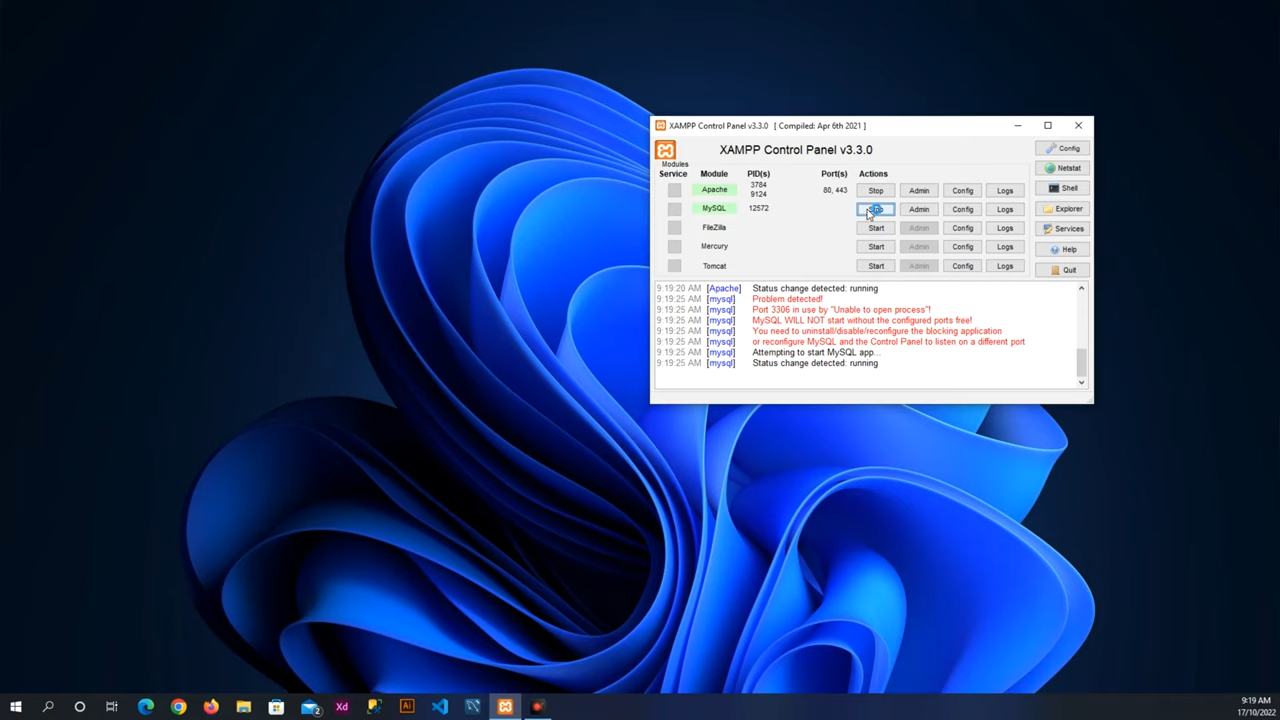 XAMPP Control Panel v3.3.0 [ Compiled: Apr 6th 2021 ]
XAMPP Control Panel v3.3.0
Config
Modules
Service Module PID(s) Port(s) Actions
Netstat
Apache 3784 9124 80, 443 Stop Admin Config Logs
Shell
MySQL 12572 Admin Config Logs
Explorer
FileZilla Start Admin Config Logs
Services
Mercury Start Admin Config Logs
Help
Tomcat Start Admin Config Logs
Quit
9:19:20 AM [Apache] Status change detected: running
9:19:25 AM [mysql] Problem detected!
9:19:25 AM [mysql] Port 3306 in use by "Unable to open process"!
9:19:25 AM [mysql] MySQL WILL NOT start without the configured ports free!
9:19:25 AM [mysql] You need to uninstall/disable/reconfigure the blocking application
9:19:25 AM [mysql] or reconfigure MySQL and the Control Panel to listen on a different port
9:19:25 AM [mysql] Attempting to start MySQL app...
9:19:25 AM [mysql] Status change detected: running
2
Xd
Ai
9:19 AM
17/10/2022